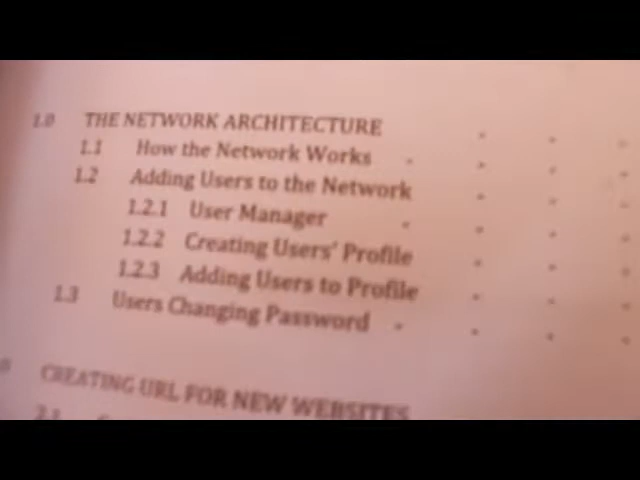 1.0 THE NETWORK ARCHITECTURE . . .
1.1 How the Network Works . . . .
1.2 Adding Users to the Network . . .
1.2.1 User Manager . . . .
1.2.2 Creating Users' Profile . . .
1.2.3 Adding Users to Profile . . .
1.3 Users Changing Password . . . .
CREATING URL FOR NEW WEBSITES
2.1